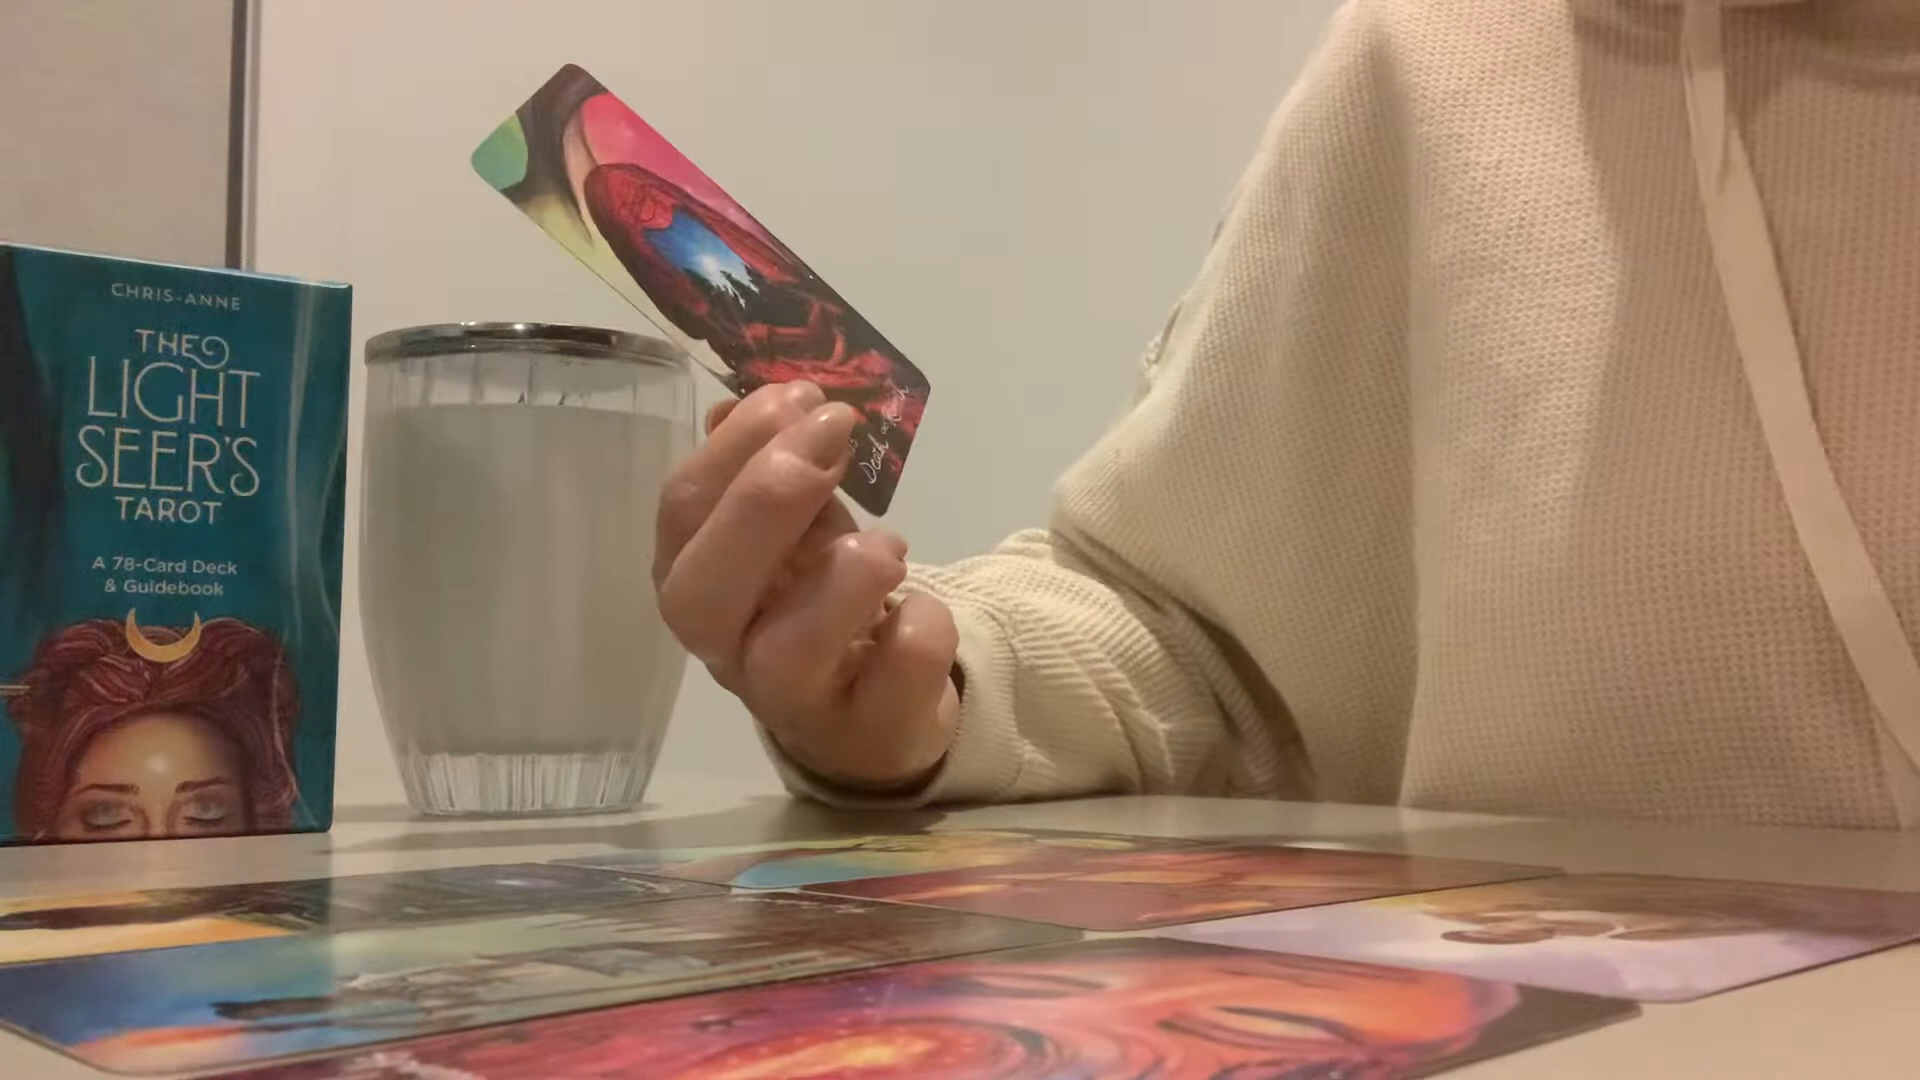 CHRIS-ANNE
THE
LIGHT
SEER'S
TAROT
A 78-Card Deck
& Guidebook
Death